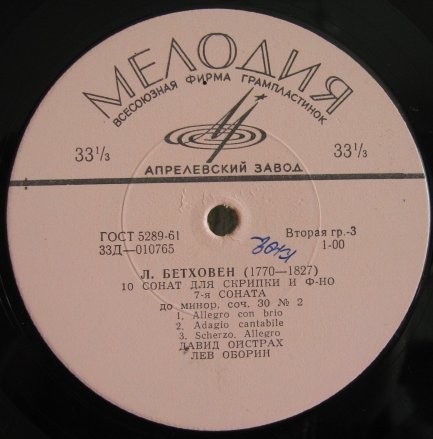 МЕЛОДИЯ
ВСЕСОЮЗНАЯ ФИРМА ГРАМПЛАСТИНОК
33⅓ 33⅓
АПРЕЛЕВСКИЙ ЗАВОД
ГОСТ 5289-61 Вторая гр.-3
33Д—010765 1-00
Л. БЕТХОВЕН (1770—1827)
10 СОНАТ ДЛЯ СКРИПКИ И Ф-НО
7-я СОНАТА
до минор, соч. 30 № 2
1. Allegro con brio
2. Adagio cantabile
3. Scherzo. Allegro
ДАВИД ОЙСТРАХ
ЛЕВ ОБОРИН